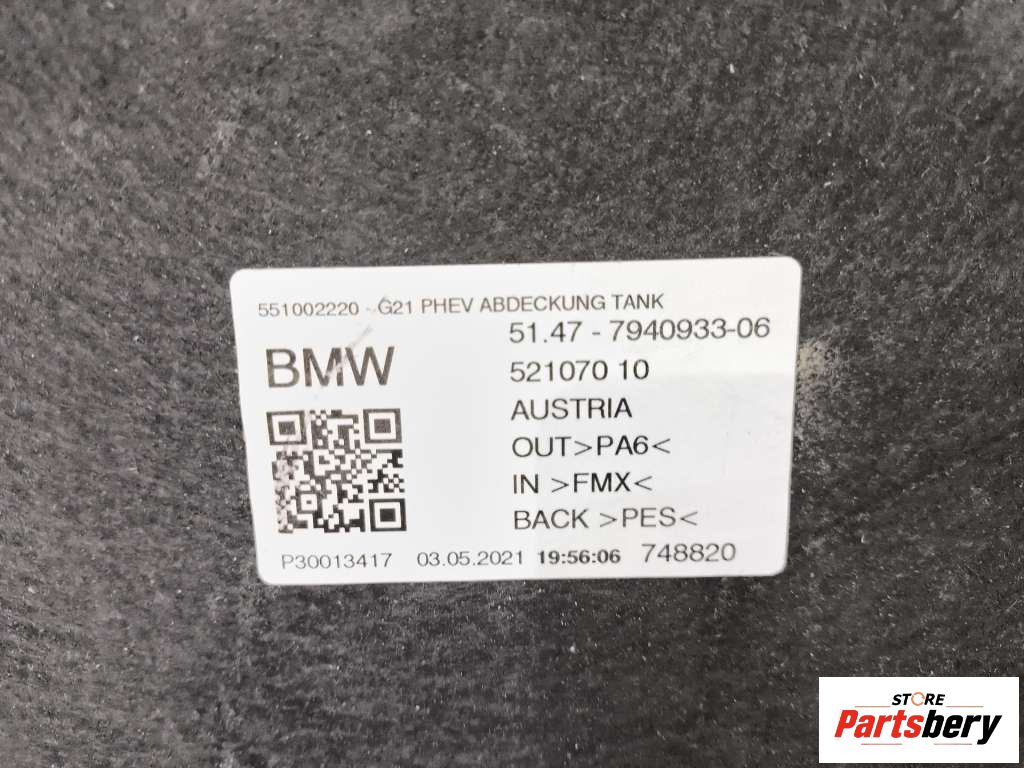 551002220 - G21 PHEV ABDECKUNG TANK
51.47 - 7940933-06
BMW
521070 10
AUSTRIA
OUT>PA6<
IN >FMX<
BACK >PES<
P30013417 03.05.2021 19:56:06 748820
STORE
Partsbery